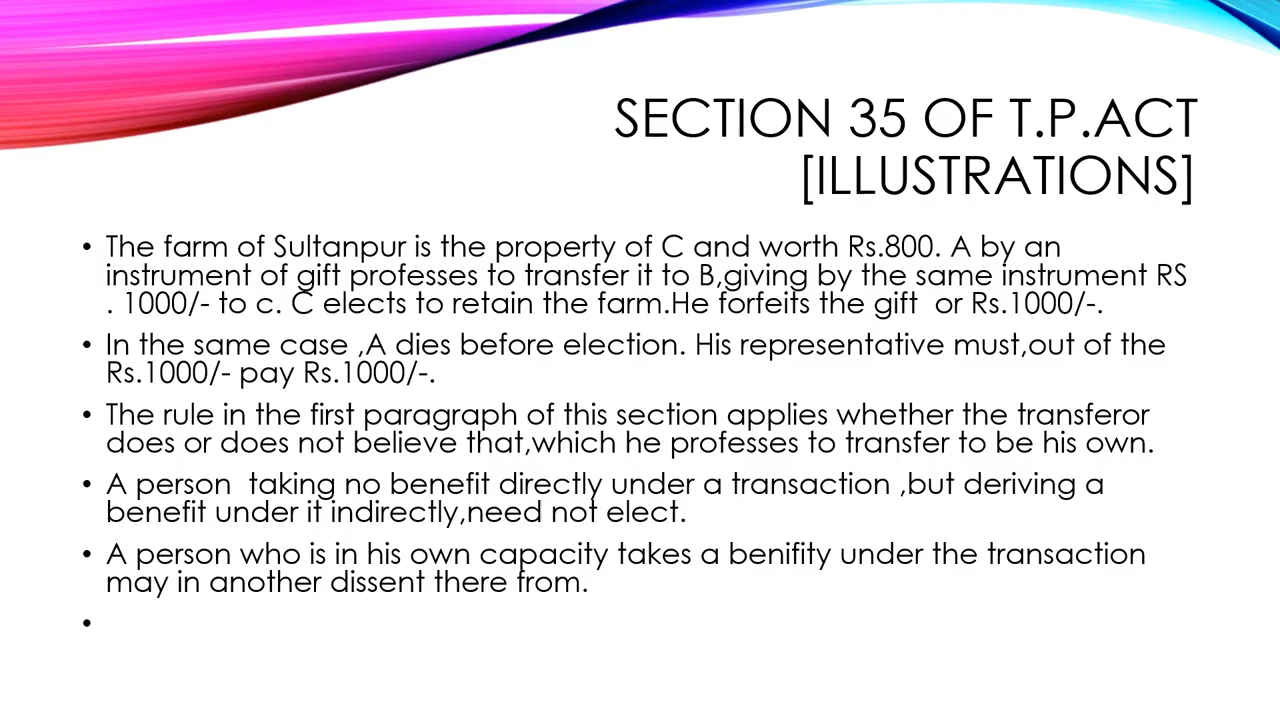 SECTION 35 OF T.P.ACT
[ILLUSTRATIONS]
• The farm of Sultanpur is the property of C and worth Rs.800. A by an
instrument of gift professes to transfer it to B,giving by the same instrument RS
. 1000/- to c. C elects to retain the farm.He forfeits the gift  or Rs.1000/-.
• In the same case ,A dies before election. His representative must,out of the
Rs.1000/- pay Rs.1000/-.
• The rule in the first paragraph of this section applies whether the transferor
does or does not believe that,which he professes to transfer to be his own.
• A person  taking no benefit directly under a transaction ,but deriving a
benefit under it indirectly,need not elect.
• A person who is in his own capacity takes a benifity under the transaction
may in another dissent there from.
•